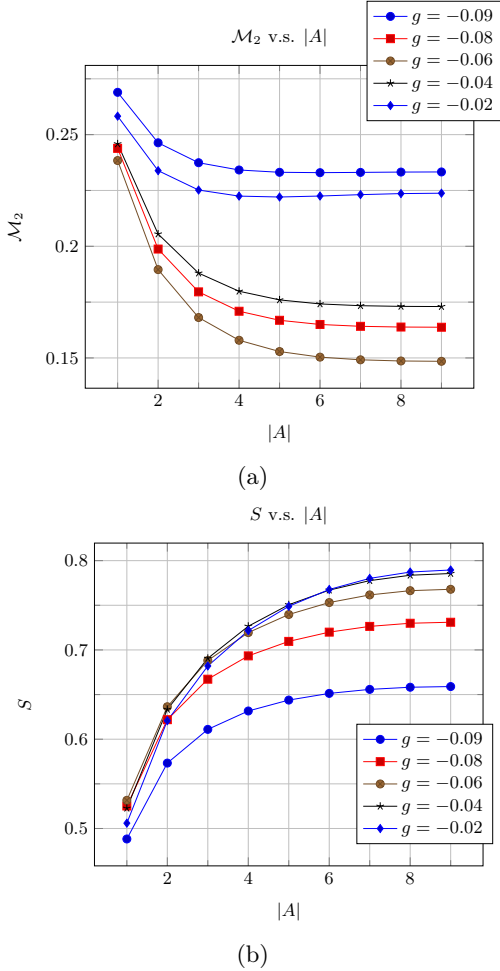 M₂ v.s. |A|
g = −0.09
g = −0.08
g = −0.06
g = −0.04
g = −0.02
0.25
0.2
0.15
M₂
2 4 6 8
|A|
(a)
S v.s. |A|
0.8
0.7
0.6
0.5
S
g = −0.09
g = −0.08
g = −0.06
g = −0.04
g = −0.02
2 4 6 8
|A|
(b)